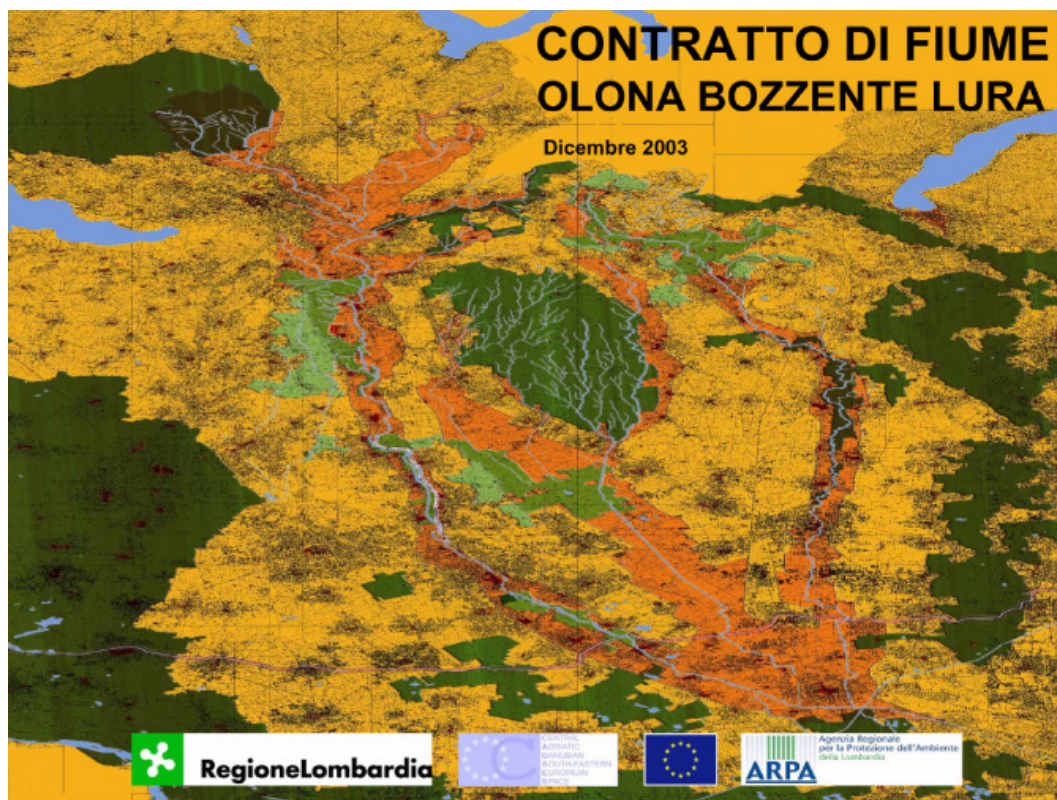 CONTRATTO DI FIUME
OLONA BOZZENTE LURA
Dicembre 2003
RegioneLombardia
CENTRAL
ADRIATIC
DANUBIAN
SOUTH-EASTERN
EUROPEAN
SPACE
ARPA
Agenzia Regionale
per la Protezione dell'Ambiente
della Lombardia